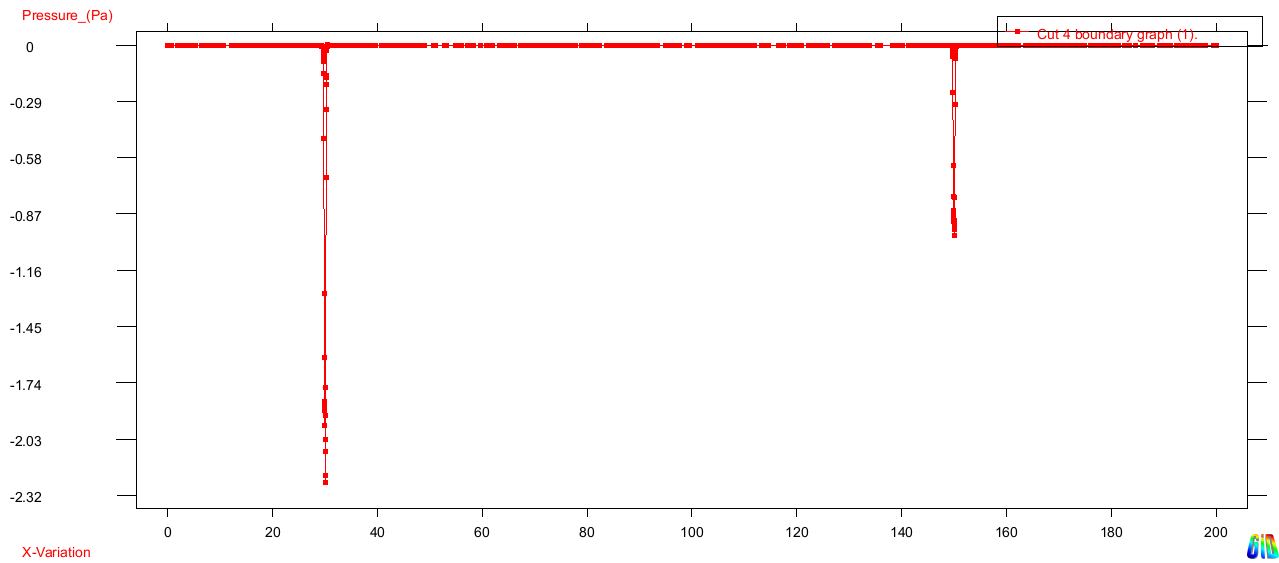 Pressure_(Pa)
Cut 4 boundary graph (1).
0
-0.29
-0.58
-0.87
-1.16
-1.45
-1.74
-2.03
-2.32
0 20 40 60 80 100 120 140 160 180 200
X-Variation
GiD